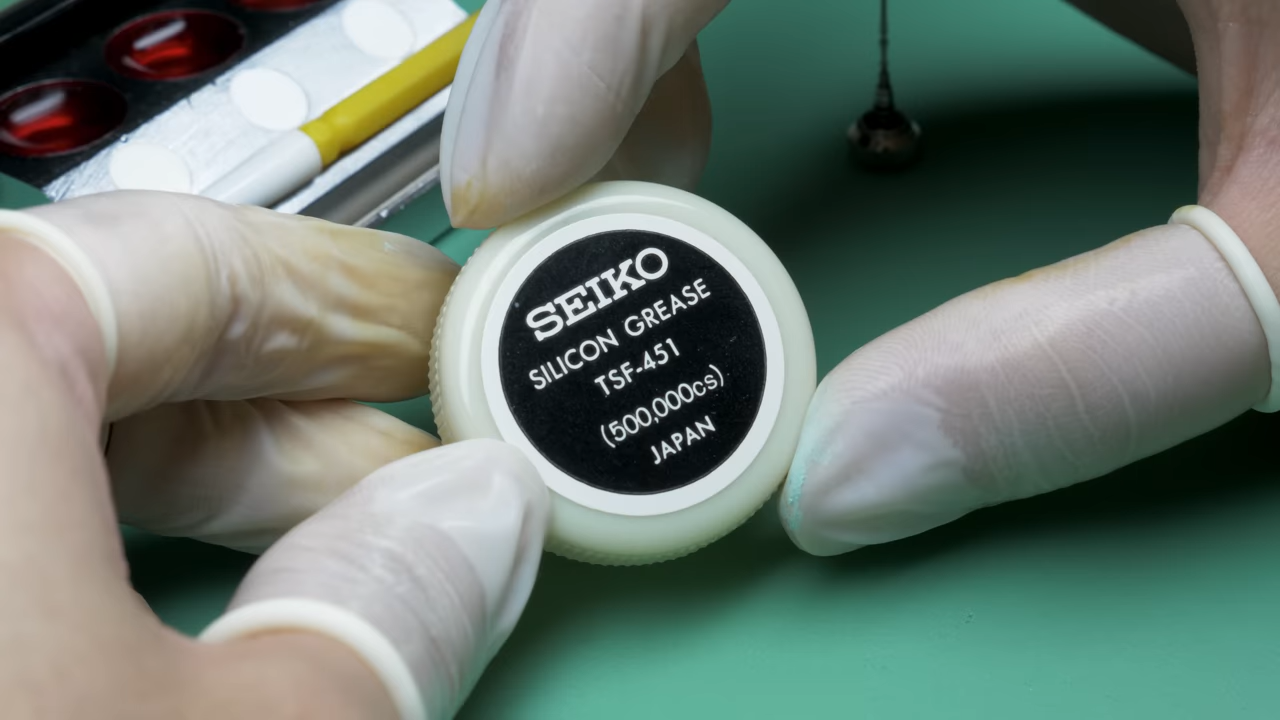 SEIKO
SILICON GREASE
TSF-451
(500,000cs)
JAPAN